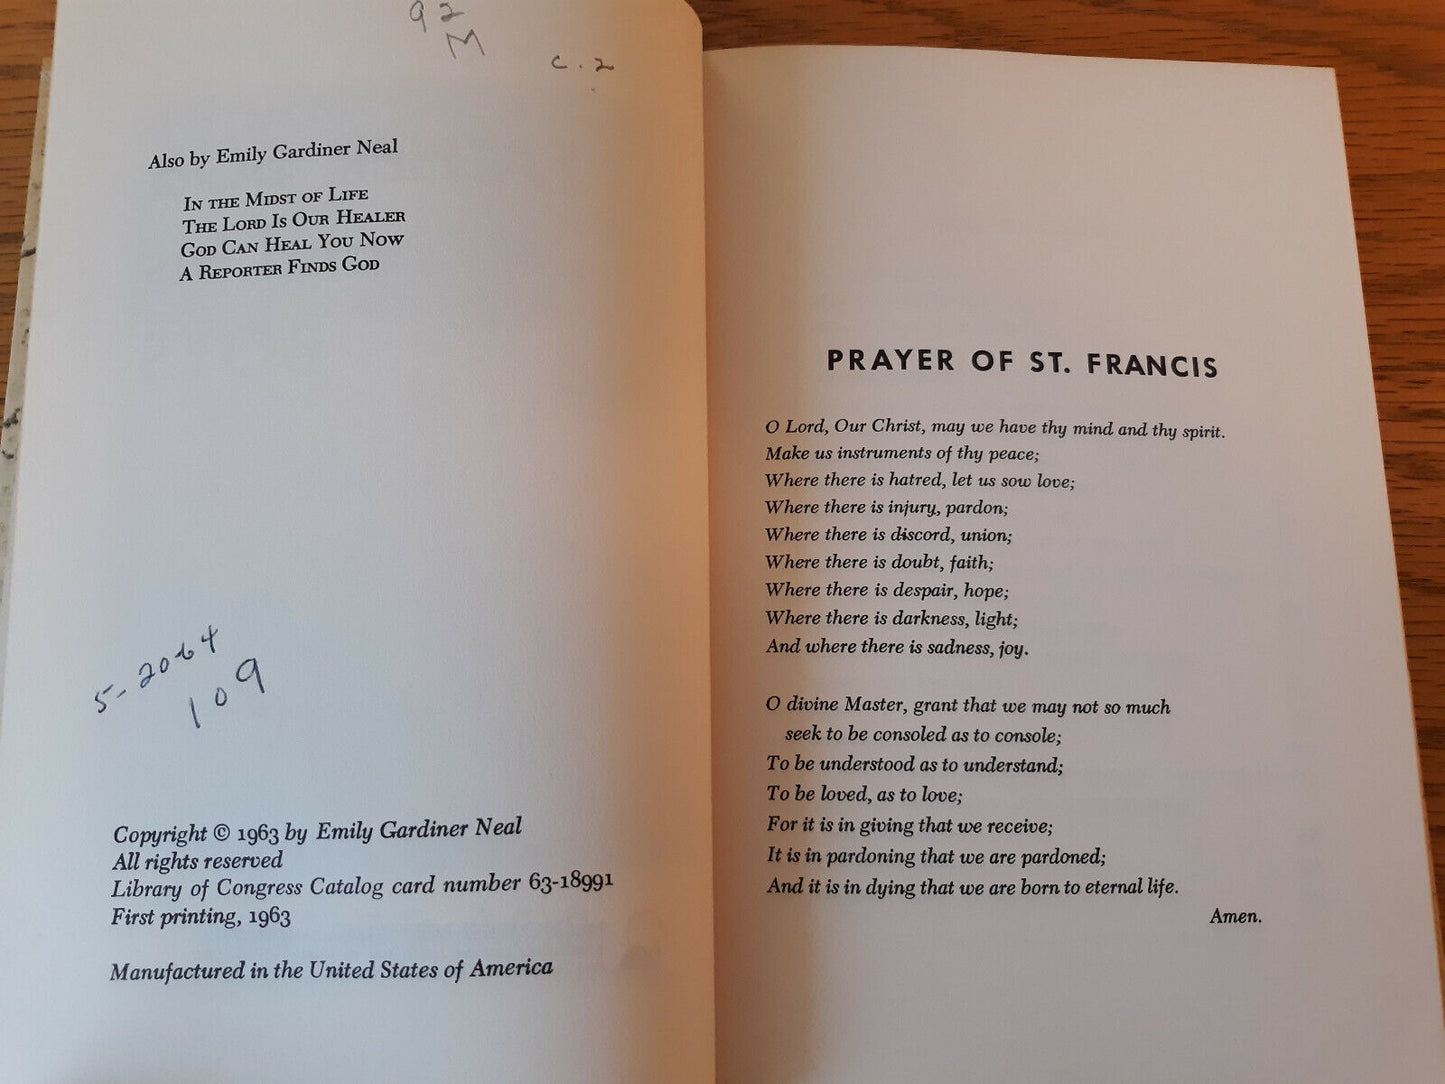 92
M
c.2
Also by Emily Gardiner Neal
In the Midst of Life
The Lord Is Our Healer
God Can Heal You Now
A Reporter Finds God
5-20-64
109
Copyright © 1963 by Emily Gardiner Neal
All rights reserved
Library of Congress Catalog card number 63-18991
First printing, 1963
Manufactured in the United States of America
PRAYER OF ST. FRANCIS
O Lord, Our Christ, may we have thy mind and thy spirit.
Make us instruments of thy peace;
Where there is hatred, let us sow love;
Where there is injury, pardon;
Where there is discord, union;
Where there is doubt, faith;
Where there is despair, hope;
Where there is darkness, light;
And where there is sadness, joy.
O divine Master, grant that we may not so much
seek to be consoled as to console;
To be understood as to understand;
To be loved, as to love;
For it is in giving that we receive;
It is in pardoning that we are pardoned;
And it is in dying that we are born to eternal life.
Amen.